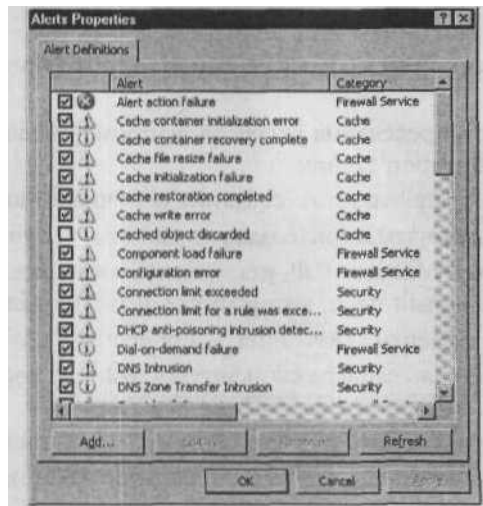 Alerts Properties
Alert Definitions
Alert Category
Alert action failure Firewall Service
Cache container initialization error Cache
Cache container recovery complete Cache
Cache file resize failure Cache
Cache initialization failure Cache
Cache restoration completed Cache
Cache write error Cache
Cached object discarded Cache
Component load failure Firewall Service
Configuration error Firewall Service
Connection limit exceeded Security
Connection limit for a rule was exce... Security
DHCP anti-poisoning intrusion detec... Security
Dial-on-demand failure Firewall Service
DNS Intrusion Security
DNS Zone Transfer Intrusion Security
Add... Refresh
OK Cancel Apply